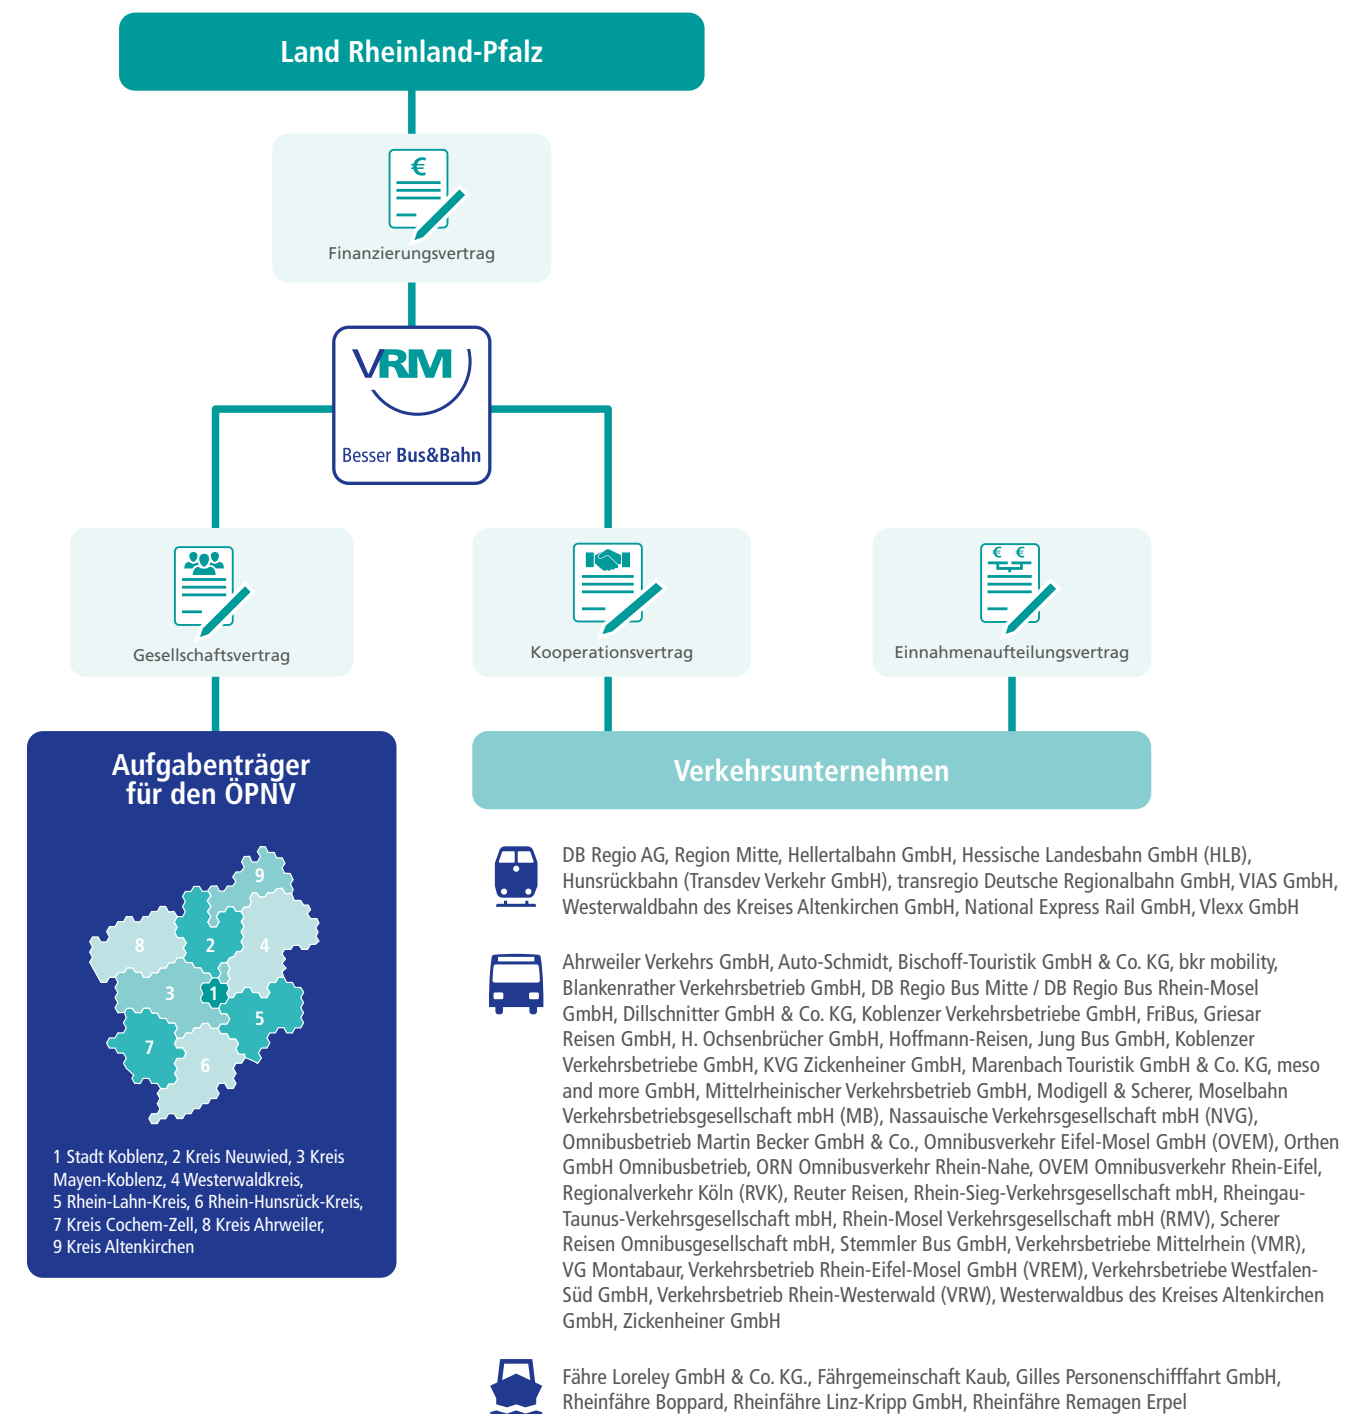 Land Rheinland-Pfalz
€
Finanzierungsvertrag
VRM
Besser Bus&Bahn
Gesellschaftsvertrag
Kooperationsvertrag
€ €
Einnahmenaufteilungsvertrag
Aufgabenträger
für den ÖPNV
9
8
2
4
3
1
5
7
6
1 Stadt Koblenz, 2 Kreis Neuwied, 3 Kreis
Mayen-Koblenz, 4 Westerwaldkreis,
5 Rhein-Lahn-Kreis, 6 Rhein-Hunsrück-Kreis,
7 Kreis Cochem-Zell, 8 Kreis Ahrweiler,
9 Kreis Altenkirchen
Verkehrsunternehmen
DB Regio AG, Region Mitte, Hellertalbahn GmbH, Hessische Landesbahn GmbH (HLB),
Hunsrückbahn (Transdev Verkehr GmbH), transregio Deutsche Regionalbahn GmbH, VIAS GmbH,
Westerwaldbahn des Kreises Altenkirchen GmbH, National Express Rail GmbH, Vlexx GmbH
Ahrweiler Verkehrs GmbH, Auto-Schmidt, Bischoff-Touristik GmbH & Co. KG, bkr mobility,
Blankenrather Verkehrsbetrieb GmbH, DB Regio Bus Mitte / DB Regio Bus Rhein-Mosel
GmbH, Dillschnitter GmbH & Co. KG, Koblenzer Verkehrsbetriebe GmbH, FriBus, Griesar
Reisen GmbH, H. Ochsenbrücher GmbH, Hoffmann-Reisen, Jung Bus GmbH, Koblenzer
Verkehrsbetriebe GmbH, KVG Zickenheiner GmbH, Marenbach Touristik GmbH & Co. KG, meso
and more GmbH, Mittelrheinischer Verkehrsbetrieb GmbH, Modigell & Scherer, Moselbahn
Verkehrsbetriebsgesellschaft mbH (MB), Nassauische Verkehrsgesellschaft mbH (NVG),
Omnibusbetrieb Martin Becker GmbH & Co., Omnibusverkehr Eifel-Mosel GmbH (OVEM), Orthen
GmbH Omnibusbetrieb, ORN Omnibusverkehr Rhein-Nahe, OVEM Omnibusverkehr Rhein-Eifel,
Regionalverkehr Köln (RVK), Reuter Reisen, Rhein-Sieg-Verkehrsgesellschaft mbH, Rheingau-
Taunus-Verkehrsgesellschaft mbH, Rhein-Mosel Verkehrsgesellschaft mbH (RMV), Scherer
Reisen Omnibusgesellschaft mbH, Stemmler Bus GmbH, Verkehrsbetriebe Mittelrhein (VMR),
VG Montabaur, Verkehrsbetrieb Rhein-Eifel-Mosel GmbH (VREM), Verkehrsbetriebe Westfalen-
Süd GmbH, Verkehrsbetrieb Rhein-Westerwald (VRW), Westerwaldbus des Kreises Altenkirchen
GmbH, Zickenheiner GmbH
Fähre Loreley GmbH & Co. KG., Fährgemeinschaft Kaub, Gilles Personenschifffahrt GmbH,
Rheinfähre Boppard, Rheinfähre Linz-Kripp GmbH, Rheinfähre Remagen Erpel